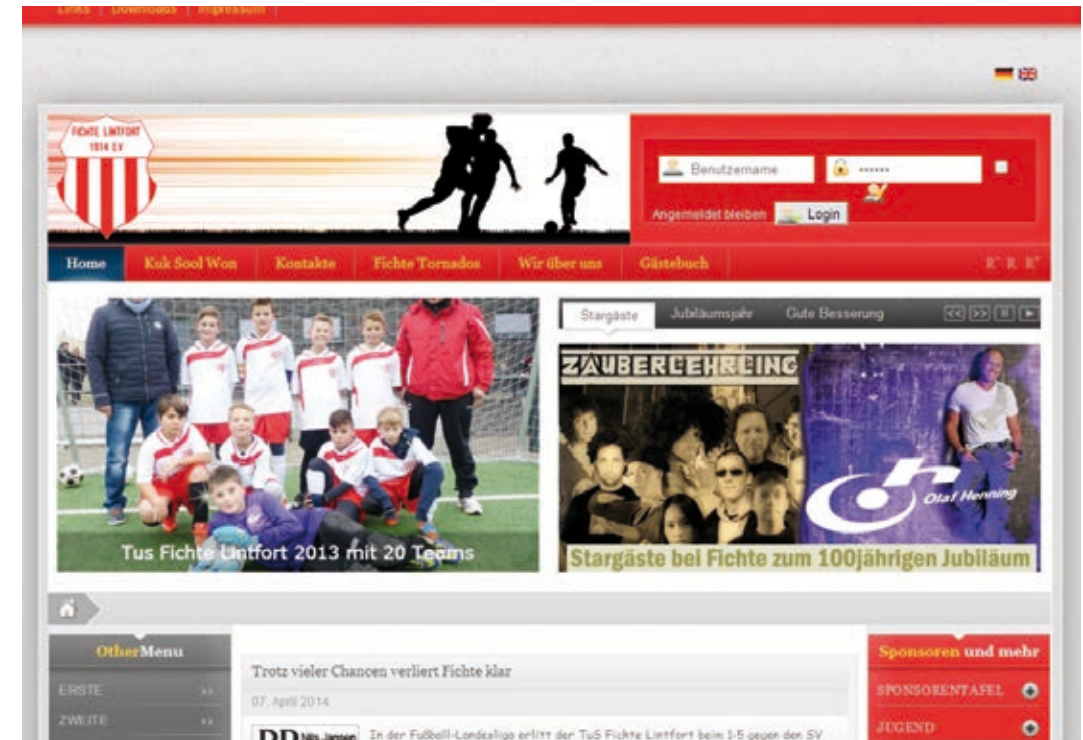 Links | Downloads | Impressum |
FICHTE LINTFORT
1914 EV
Benutzername
Angemeldet bleiben Login
Home Kuk Sool Won Kontakte Fichte Tornados Wir über uns Gästebuch
Stargäste Jubiläumsjahr Gute Besserung
ZAUBERLEHRLING
Olaf Henning
Tus Fichte Lintfort 2013 mit 20 Teams
Stargäste bei Fichte zum 100jährigen Jubiläum
OtherMenu
Sponsoren und mehr
Trotz vieler Chancen verliert Fichte klar
ERSTE >>
SPONSORENTAFEL
07. April 2014
ZWEITE >>
JUGEND
In der Fußball-Landesliga erlitt der TuS Fichte Lintfort beim 1:5 gegen den SV